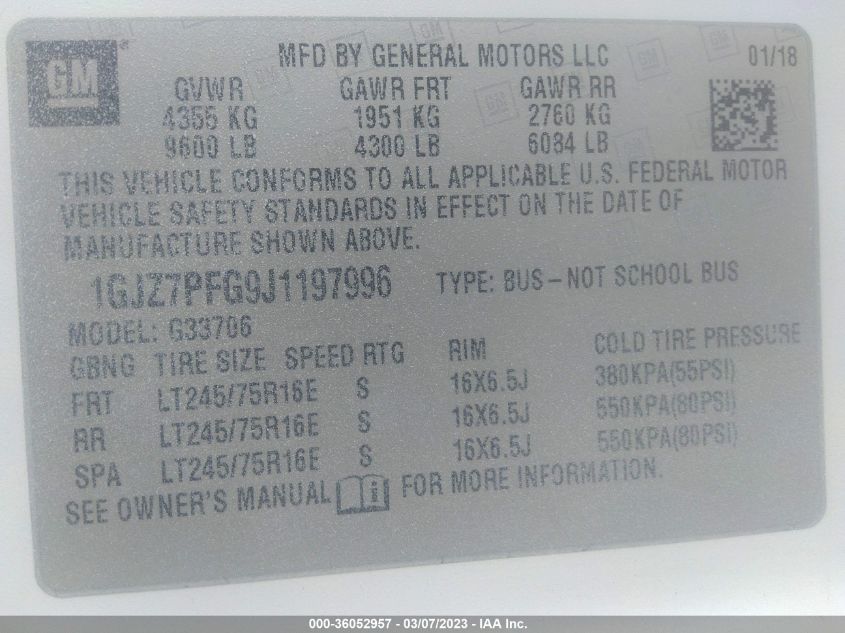 GM
MFD BY GENERAL MOTORS LLC 01/18
GVWR GAWR FRT GAWR RR
4355 KG 1951 KG 2760 KG
9600 LB 4300 LB 6084 LB
THIS VEHICLE CONFORMS TO ALL APPLICABLE U.S. FEDERAL MOTOR
VEHICLE SAFETY STANDARDS IN EFFECT ON THE DATE OF
MANUFACTURE SHOWN ABOVE.
1GJZ7PFG9J1197996 TYPE: BUS – NOT SCHOOL BUS
MODEL: G33706
GBNG TIRE SIZE SPEED RTG RIM COLD TIRE PRESSURE
FRT LT245/75R16E S 16X6.5J 380KPA(55PSI)
RR LT245/75R16E S 16X6.5J 550KPA(80PSI)
SPA LT245/75R16E S 16X6.5J 550KPA(80PSI)
SEE OWNER'S MANUAL FOR MORE INFORMATION.
000-36052957 - 03/07/2023 - IAA Inc.